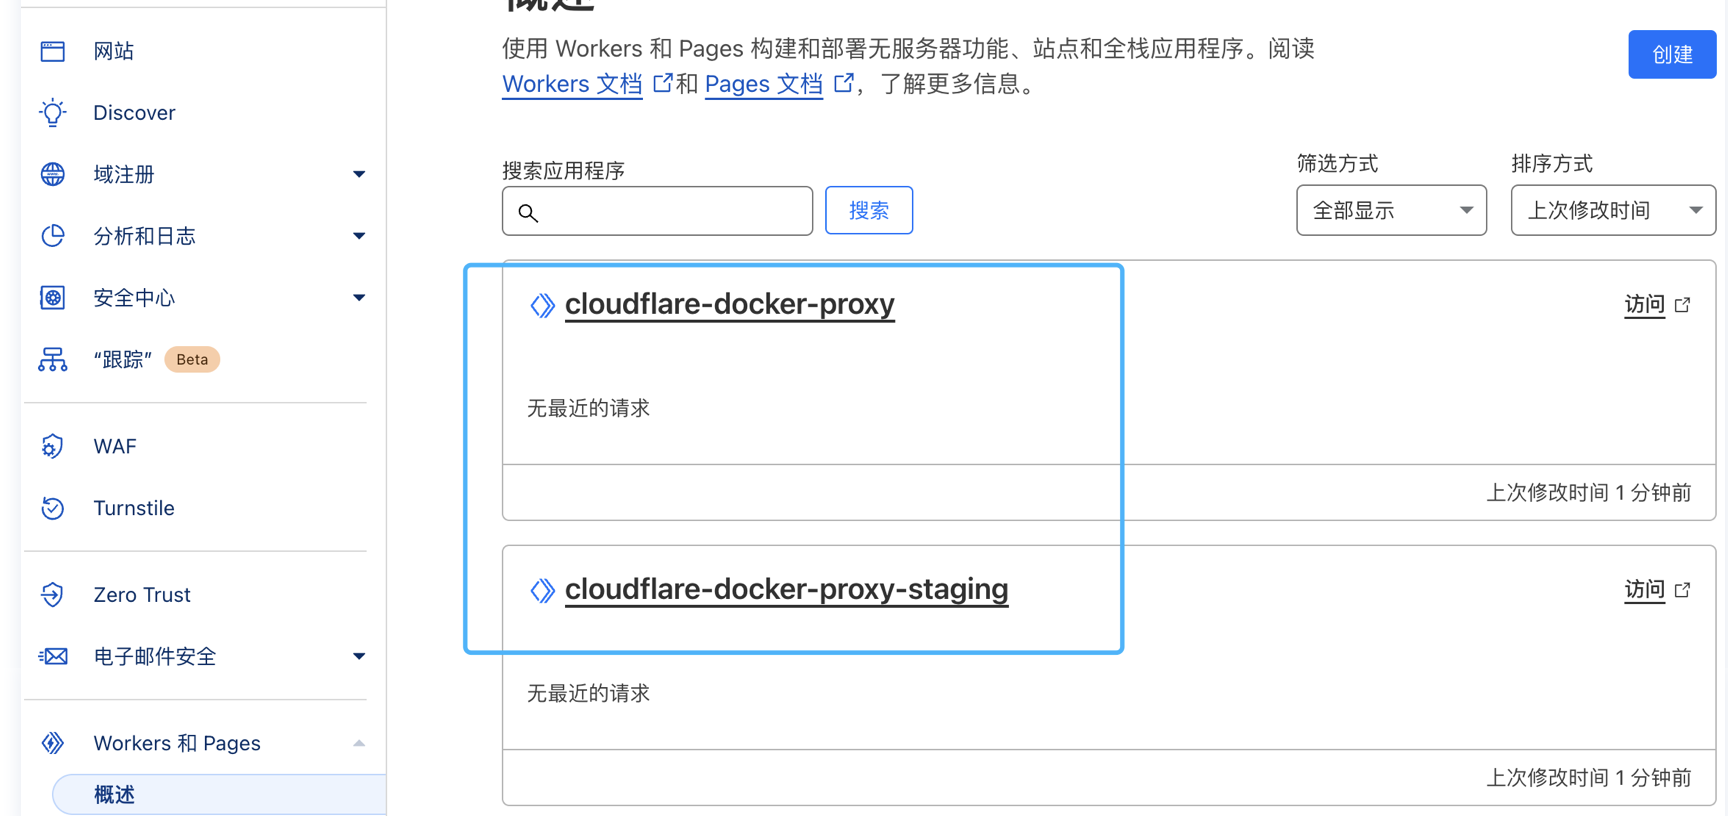 网站
Discover
域注册
分析和日志
安全中心
“跟踪” Beta
WAF
Turnstile
Zero Trust
电子邮件安全
Workers 和 Pages
概述
概述
使用 Workers 和 Pages 构建和部署无服务器功能、站点和全栈应用程序。阅读
Workers 文档 和 Pages 文档 ，了解更多信息。
创建
搜索应用程序
搜索
筛选方式
全部显示
排序方式
上次修改时间
cloudflare-docker-proxy
访问
无最近的请求
上次修改时间 1 分钟前
cloudflare-docker-proxy-staging
访问
无最近的请求
上次修改时间 1 分钟前